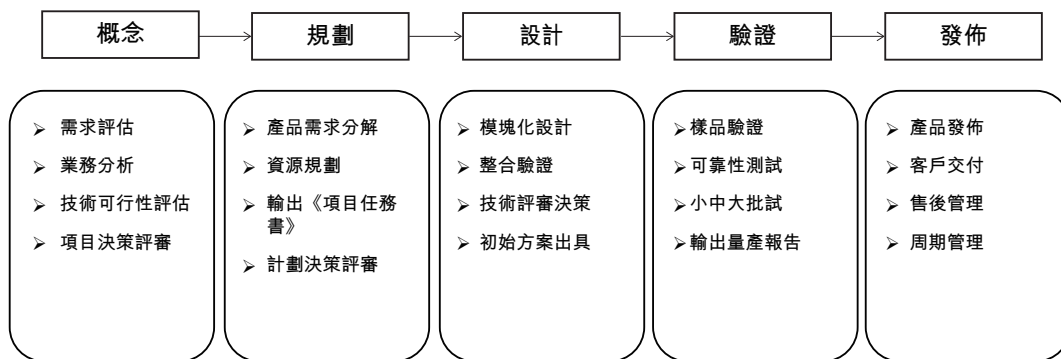 概念
規劃
設計
驗證
發佈
需求評估
業務分析
技術可行性評估
項目決策評審
產品需求分解
資源規劃
輸出《項目任務
書》
計劃決策評審
模塊化設計
整合驗證
技術評審決策
初始方案出具
樣品驗證
可靠性測試
小中大批試
輸出量產報告
產品發佈
客戶交付
售後管理
周期管理